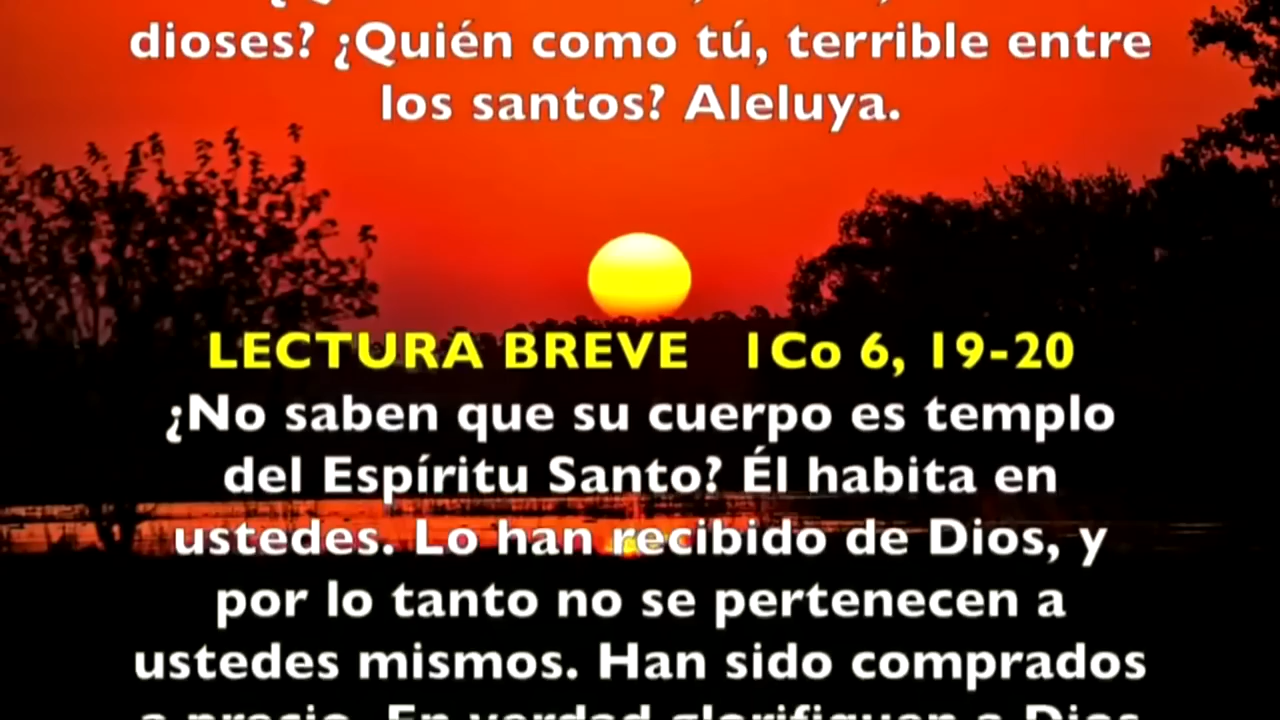 dioses? ¿Quién como tú, terrible entre
los santos? Aleluya.
LECTURA BREVE 1Co 6, 19-20
¿No saben que su cuerpo es templo
del Espíritu Santo? Él habita en
ustedes. Lo han recibido de Dios, y
por lo tanto no se pertenecen a
ustedes mismos. Han sido comprados
a precio. En verdad glorifiquen a Dios